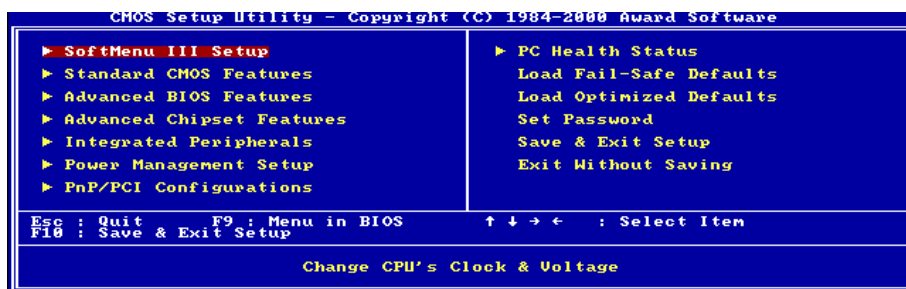 CMOS Setup Utility - Copyright (C) 1984-2000 Award Software
► SoftMenu III Setup
► Standard CMOS Features
► Advanced BIOS Features
► Advanced Chipset Features
► Integrated Peripherals
► Power Management Setup
► PnP/PCI Configurations
► PC Health Status
Load Fail-Safe Defaults
Load Optimized Defaults
Set Password
Save & Exit Setup
Exit Without Saving
Esc : Quit F9 : Menu in BIOS ↑ ↓ → ← : Select Item
F10 : Save & Exit Setup
Change CPU's Clock & Voltage